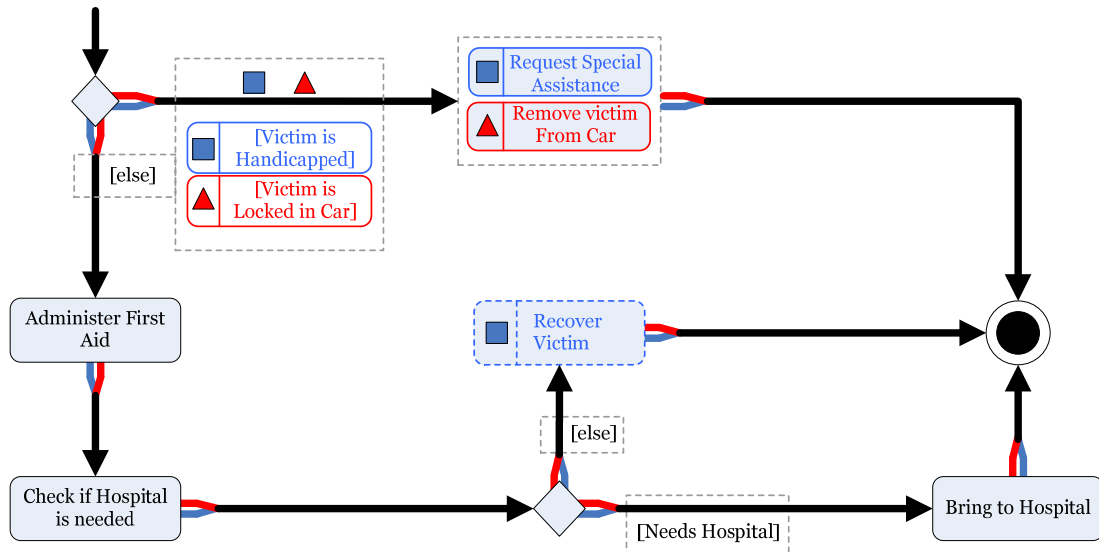 Request Special
Assistance
Remove victim
From Car
[Victim is
Handicapped]
[else]
[Victim is
Locked in Car]
Administer First
Aid
Recover
Victim
[else]
Check if Hospital
is needed
[Needs Hospital]
Bring to Hospital